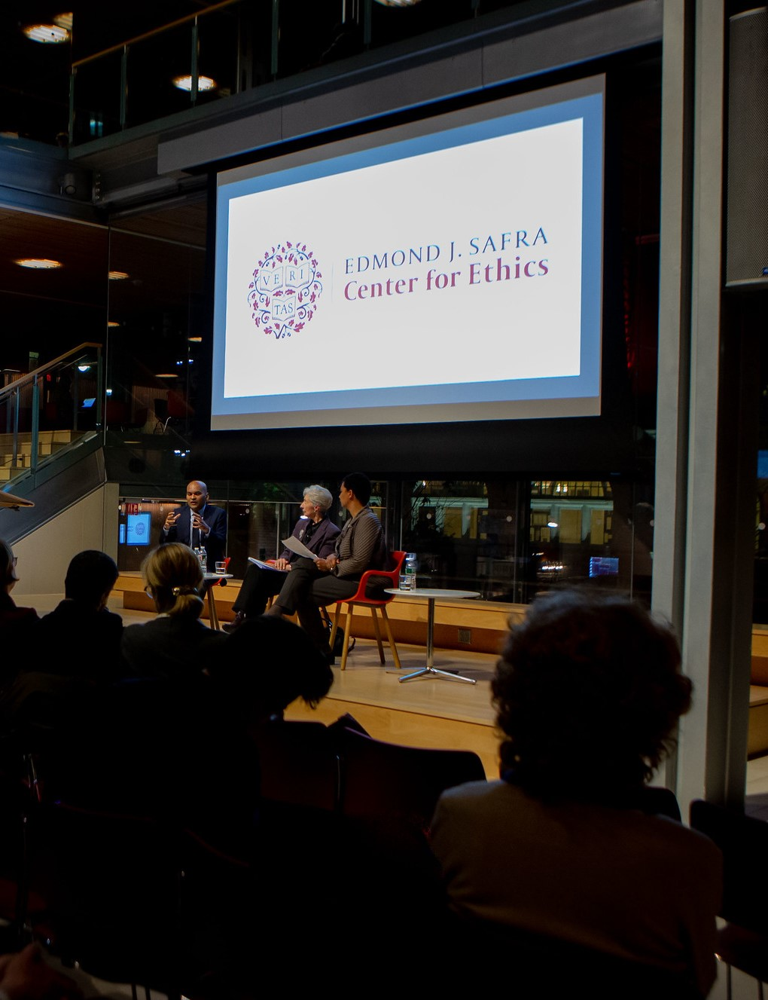 VE RI
TAS
EDMOND J. SAFRA
Center for Ethics